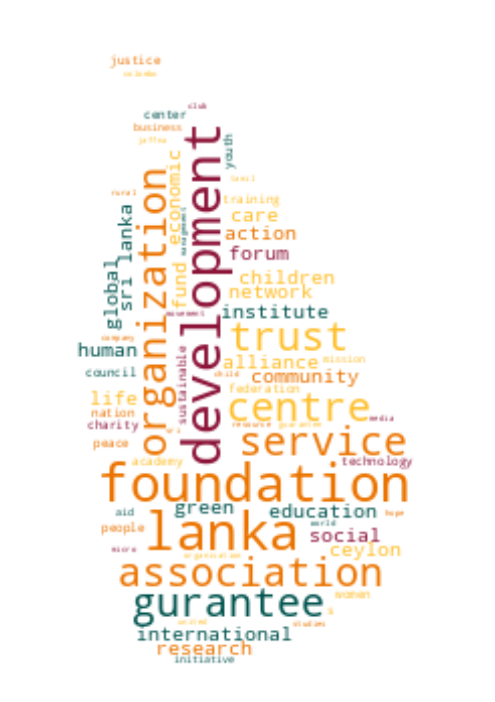 justice
colombo
club
center
business
jaffna
youth
development
economic
organization
tamil
rural
training
management
care
lanka
action
forum
global
sri
fund
children
network
movement
institute
company
trust
human
sustainable
alliance
mission
council
child
community
federation
life
centre
nation
charity
resource
gurantee
media
peace
service
academy
technology
foundation
aid
green
education
hope
people
lanka
world
social
micro
ceylon
organisation
association
women
gurantee
s
united
studies
international
research
initiative